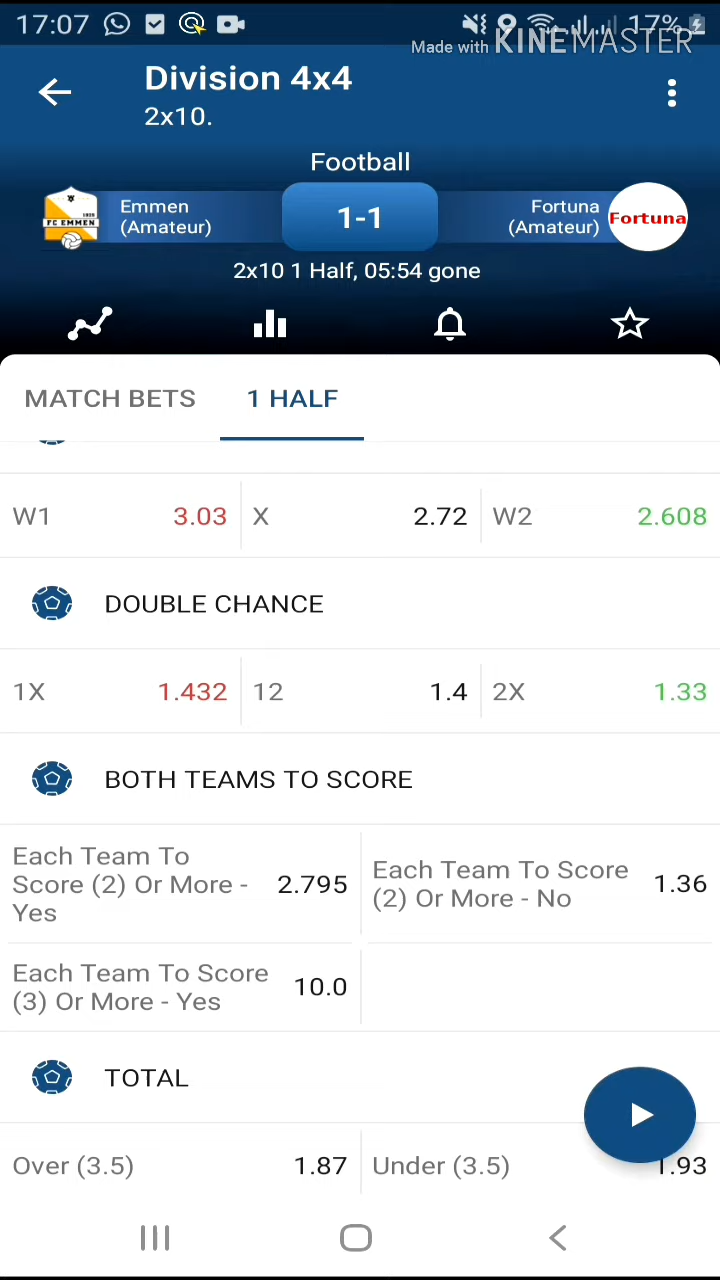 17:07
17%
Made with KINEMASTER
Division 4x4
2x10.
Football
Emmen
(Amateur)
1-1
Fortuna
(Amateur)
1925
FC EMMEN
Fortuna
2x10 1 Half, 05:54 gone
MATCH BETS
1 HALF
W1 3.03 X 2.72 W2 2.608
DOUBLE CHANCE
1X 1.432 12 1.4 2X 1.33
BOTH TEAMS TO SCORE
Each Team To
Score (2) Or More -
Yes
2.795
Each Team To Score
(2) Or More - No
1.36
Each Team To Score
(3) Or More - Yes
10.0
TOTAL
Over (3.5) 1.87 Under (3.5) 1.93